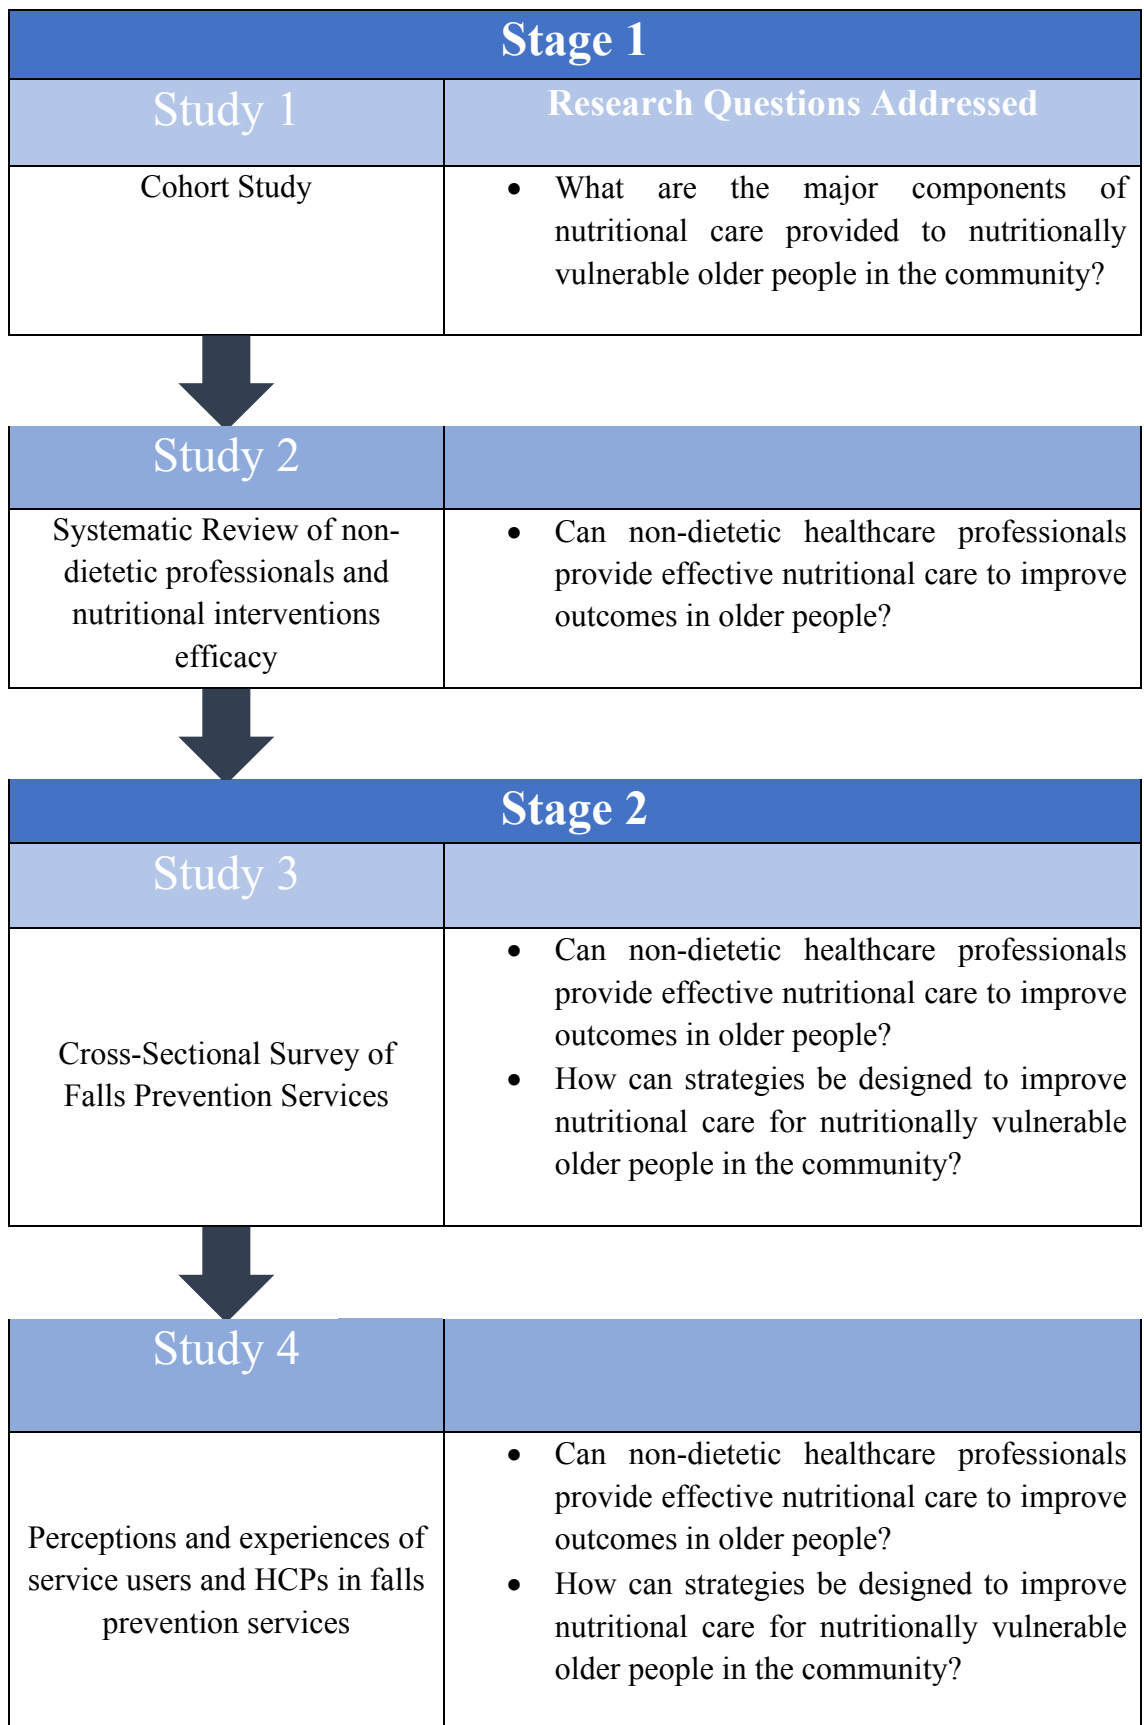 Stage 1
Study 1
Research Questions Addressed
Cohort Study
• What are the major components of
nutritional care provided to nutritionally
vulnerable older people in the community?
Study 2
Systematic Review of non-
dietetic professionals and
nutritional interventions
efficacy
• Can non-dietetic healthcare professionals
provide effective nutritional care to improve
outcomes in older people?
Stage 2
Study 3
Cross-Sectional Survey of
Falls Prevention Services
• Can non-dietetic healthcare professionals
provide effective nutritional care to improve
outcomes in older people?
• How can strategies be designed to improve
nutritional care for nutritionally vulnerable
older people in the community?
Study 4
Perceptions and experiences of
service users and HCPs in falls
prevention services
• Can non-dietetic healthcare professionals
provide effective nutritional care to improve
outcomes in older people?
• How can strategies be designed to improve
nutritional care for nutritionally vulnerable
older people in the community?